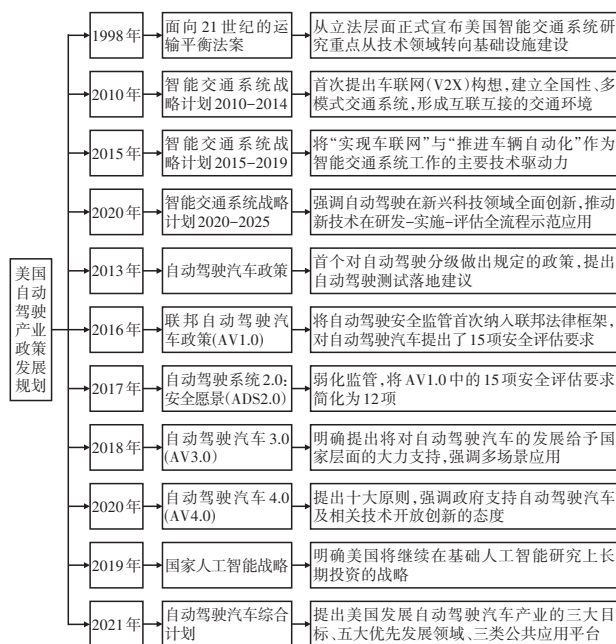 美国
自动
驾驶
产业
政策
发展
规划
1998年
面向21世纪的运
输平衡法案
从立法层面正式宣布美国智能交通系统研
究重点从技术领域转向基础设施建设
2010年
智能交通系统战
略计划2010-2014
首次提出车联网(V2X)构想,建立全国性、多
模式交通系统,形成互联互接的交通环境
2015年
智能交通系统战
略计划2015-2019
将“实现车联网”与“推进车辆自动化”作为
智能交通系统工作的主要技术驱动力
2020年
智能交通系统战略
计划2020-2025
强调自动驾驶在新兴科技领域全面创新,推动
新技术在研发-实施-评估全流程示范应用
2013年
自动驾驶汽车政策
首个对自动驾驶分级做出规定的政策,提出
自动驾驶测试落地建议
2016年
联邦自动驾驶汽
车政策(AV1.0)
将自动驾驶安全监管首次纳入联邦法律框架,
对自动驾驶汽车提出了15项安全评估要求
2017年
自动驾驶系统2.0:
安全愿景(ADS2.0)
弱化监管,将AV1.0中的15项安全评估要求
简化为12项
2018年
自动驾驶汽车3.0
(AV3.0)
明确提出将对自动驾驶汽车的发展给予国
家层面的大力支持,强调多场景应用
2020年
自动驾驶汽车4.0
(AV4.0)
提出十大原则,强调政府支持自动驾驶汽车
及相关技术开放创新的态度
2019年
国家人工智能战略
明确美国将继续在基础人工智能研究上长
期投资的战略
2021年
自动驾驶汽车综合
计划
提出美国发展自动驾驶汽车产业的三大目
标、五大优先发展领域、三类公共应用平台